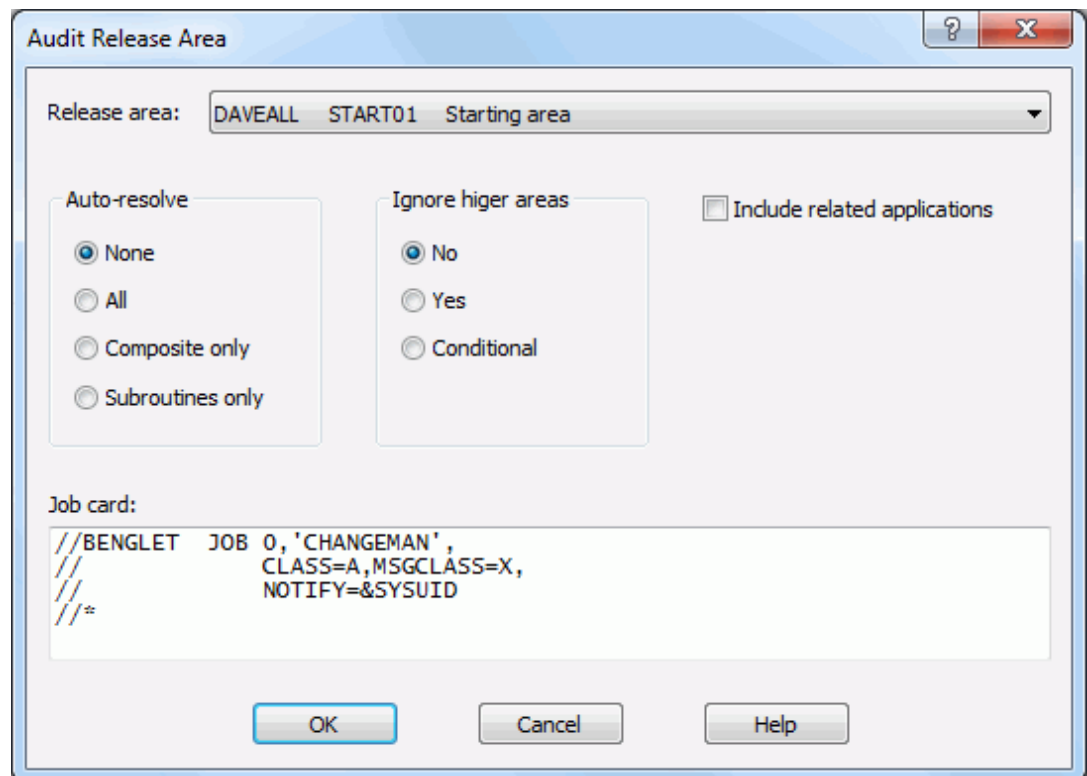 Audit Release Area
?
X
Release area: DAVEALL START01 Starting area
Auto-resolve
None
All
Composite only
Subroutines only
Ignore higer areas
No
Yes
Conditional
Include related applications
Job card:
//BENGLET JOB 0,'CHANGEMAN',
// CLASS=A,MSGCLASS=X,
// NOTIFY=&SYSUID
//*
OK Cancel Help